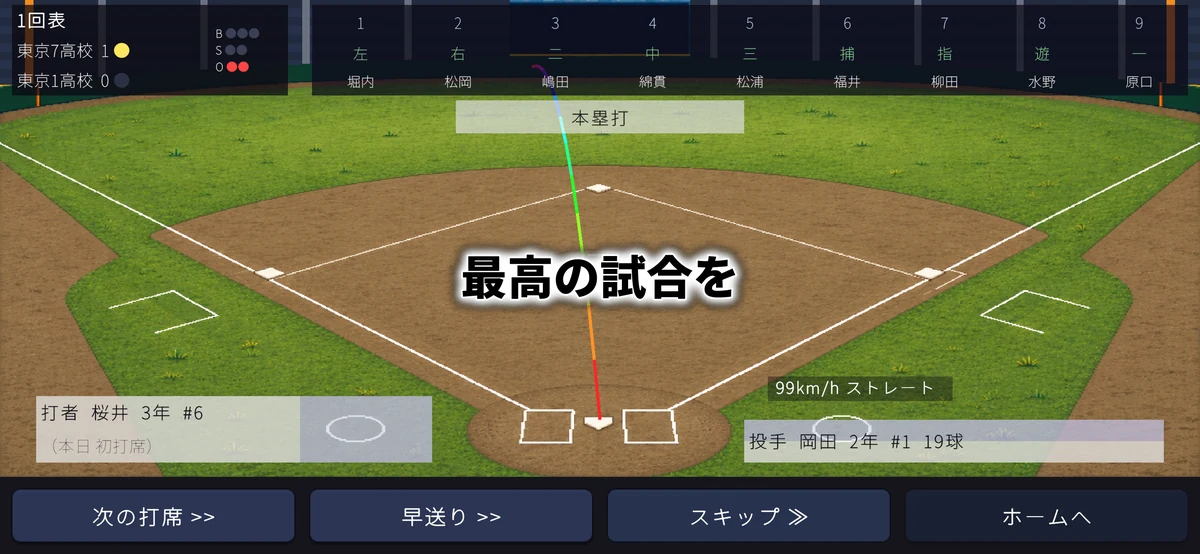 1回表
東京7高校 1
東京1高校 0
B
S
O
1 2 3 4 5 6 7 8 9
左 右 二 中 三 捕 指 遊 一
堀内 松岡 嶋田 綿貫 松浦 福井 柳田 水野 原口
本塁打
最高の試合を
99km/h ストレート
打者 桜井 3年 #6
（本日 初打席）
投手 岡田 2年 #1 19球
次の打席 >>
早送り >>
スキップ ≫
ホームへ